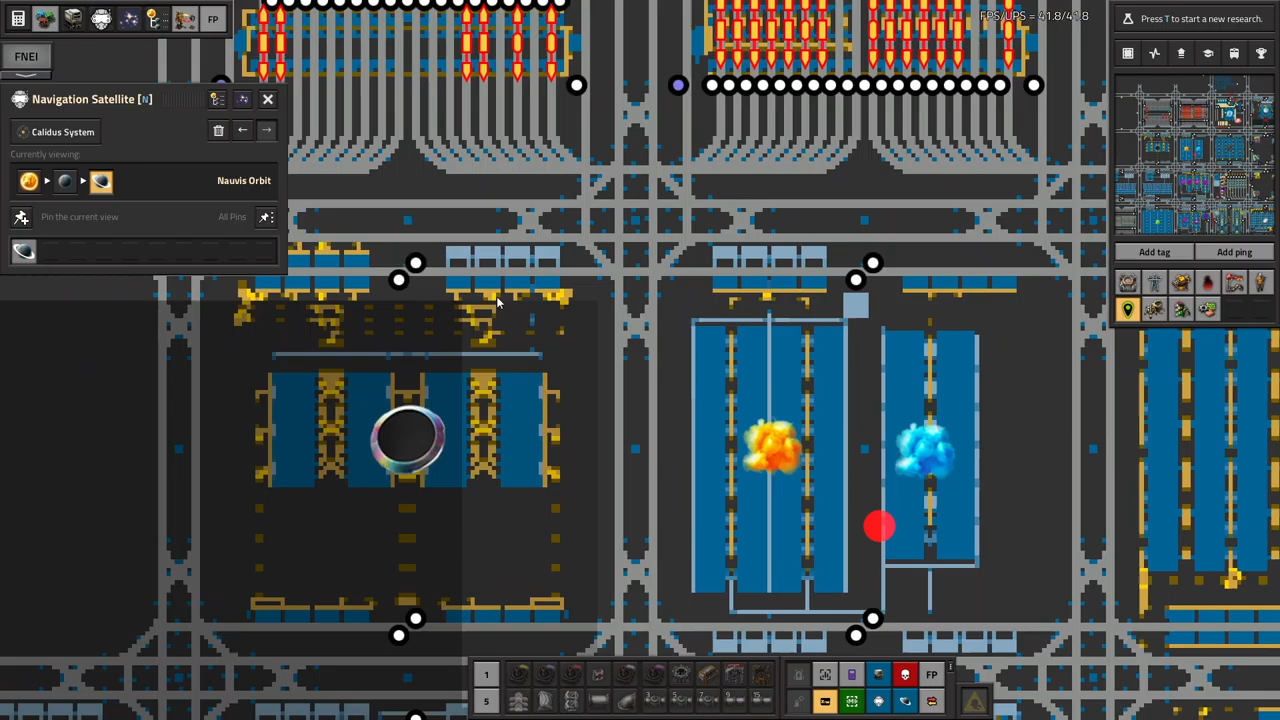 FP
FPS/UPS = 41.8/41.8
Press T to start a new research.
FNEI
Navigation Satellite [N]
Calidus System
Currently viewing:
Nauvis Orbit
Pin the current view
All Pins
Add tag
Add ping
1
FP
5